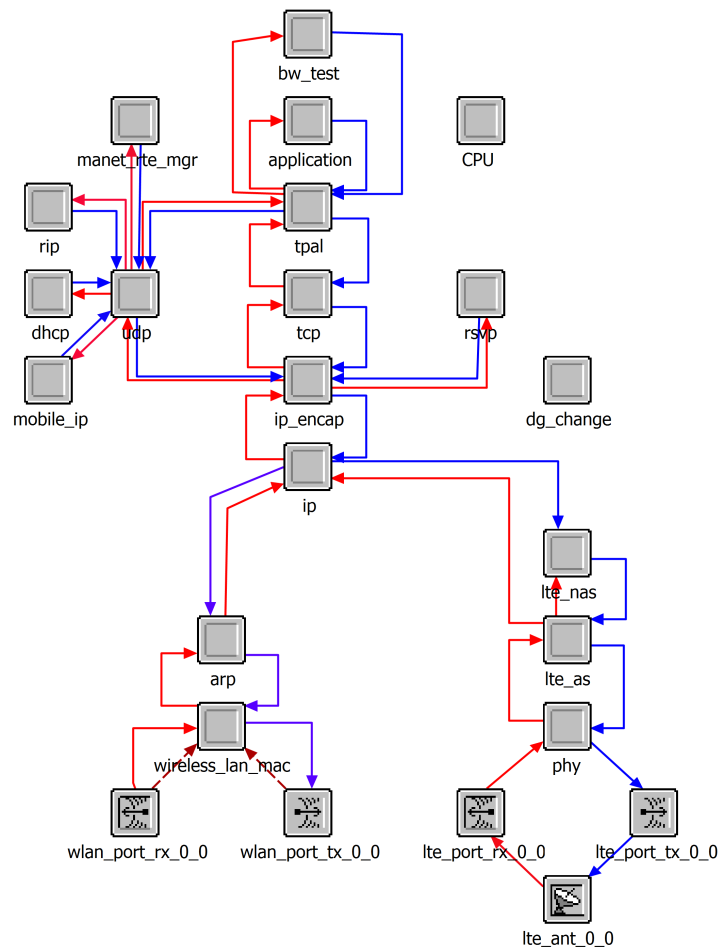 bw_test
manet_rte_mgr
application
CPU
rip
tpal
dhcp
udp
tcp
rsvp
mobile_ip
ip_encap
dg_change
ip
lte_nas
arp
lte_as
wireless_lan_mac
phy
wlan_port_rx_0_0
wlan_port_tx_0_0
lte_port_rx_0_0
lte_port_tx_0_0
lte_ant_0_0